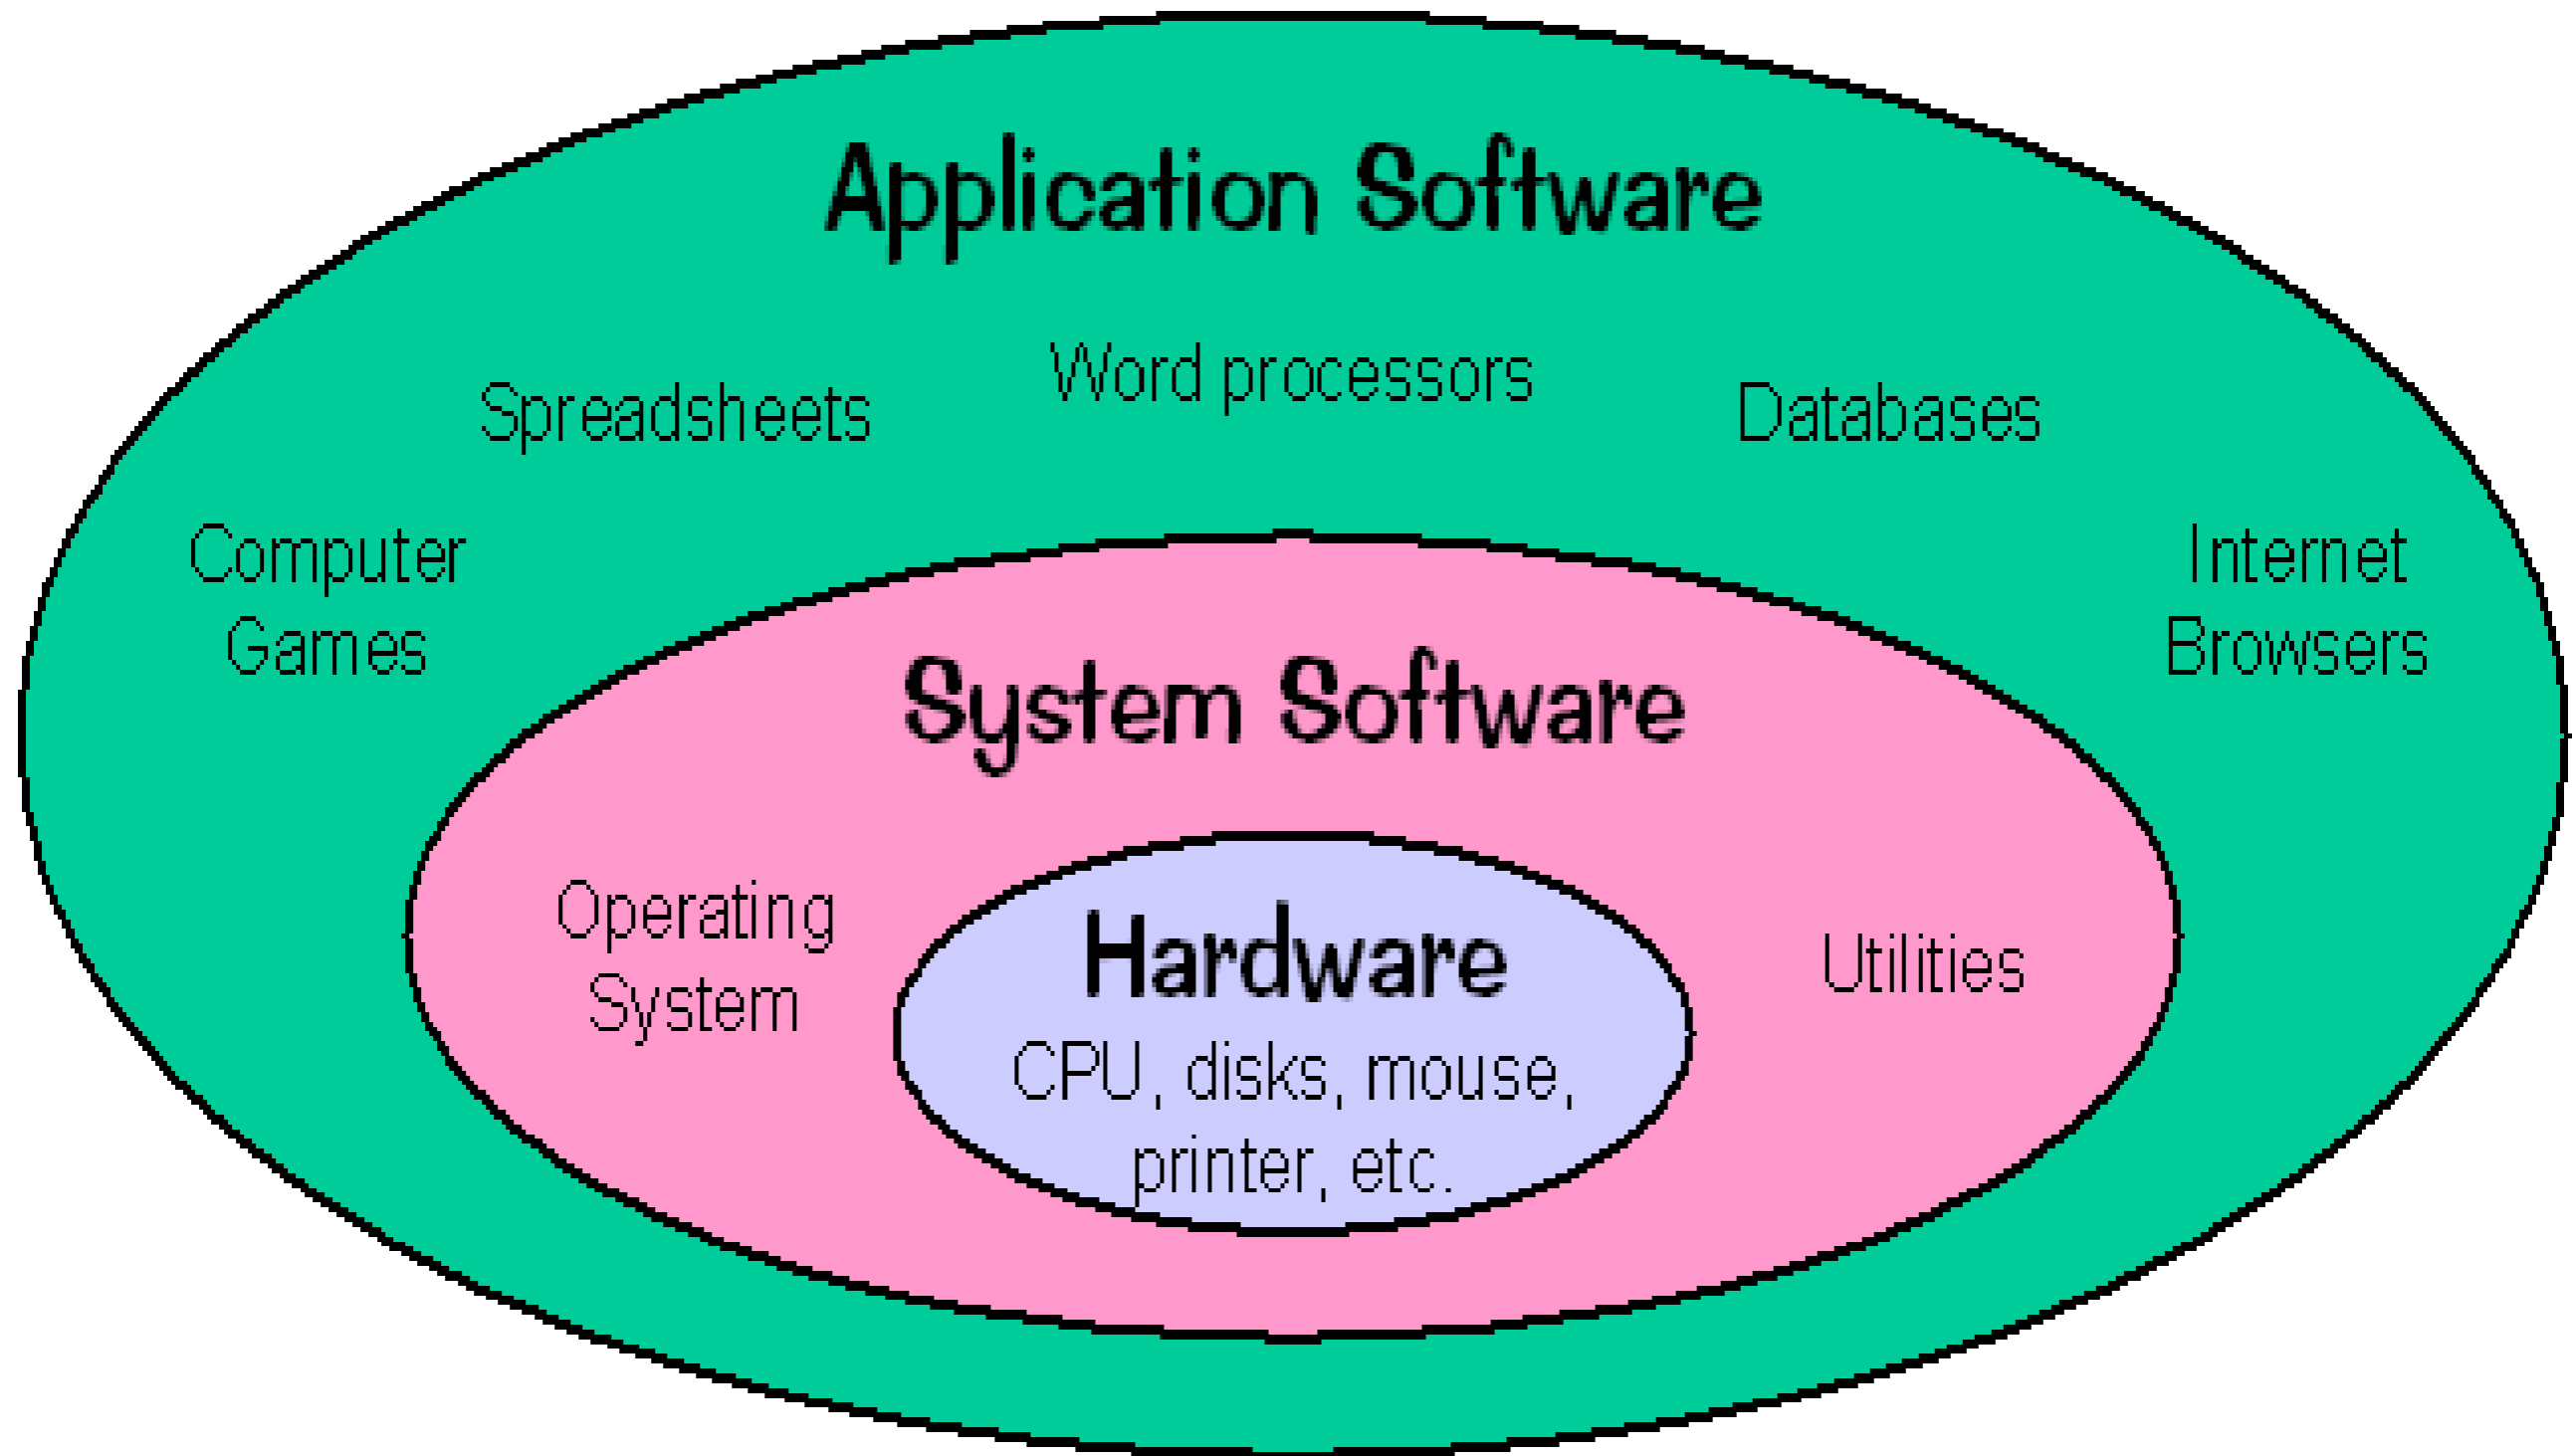 Application Software
Word processors
Spreadsheets
Databases
Computer
Games
Internet
Browsers
System Software
Operating
System
Utilities
Hardware
CPU, disks, mouse,
printer, etc.